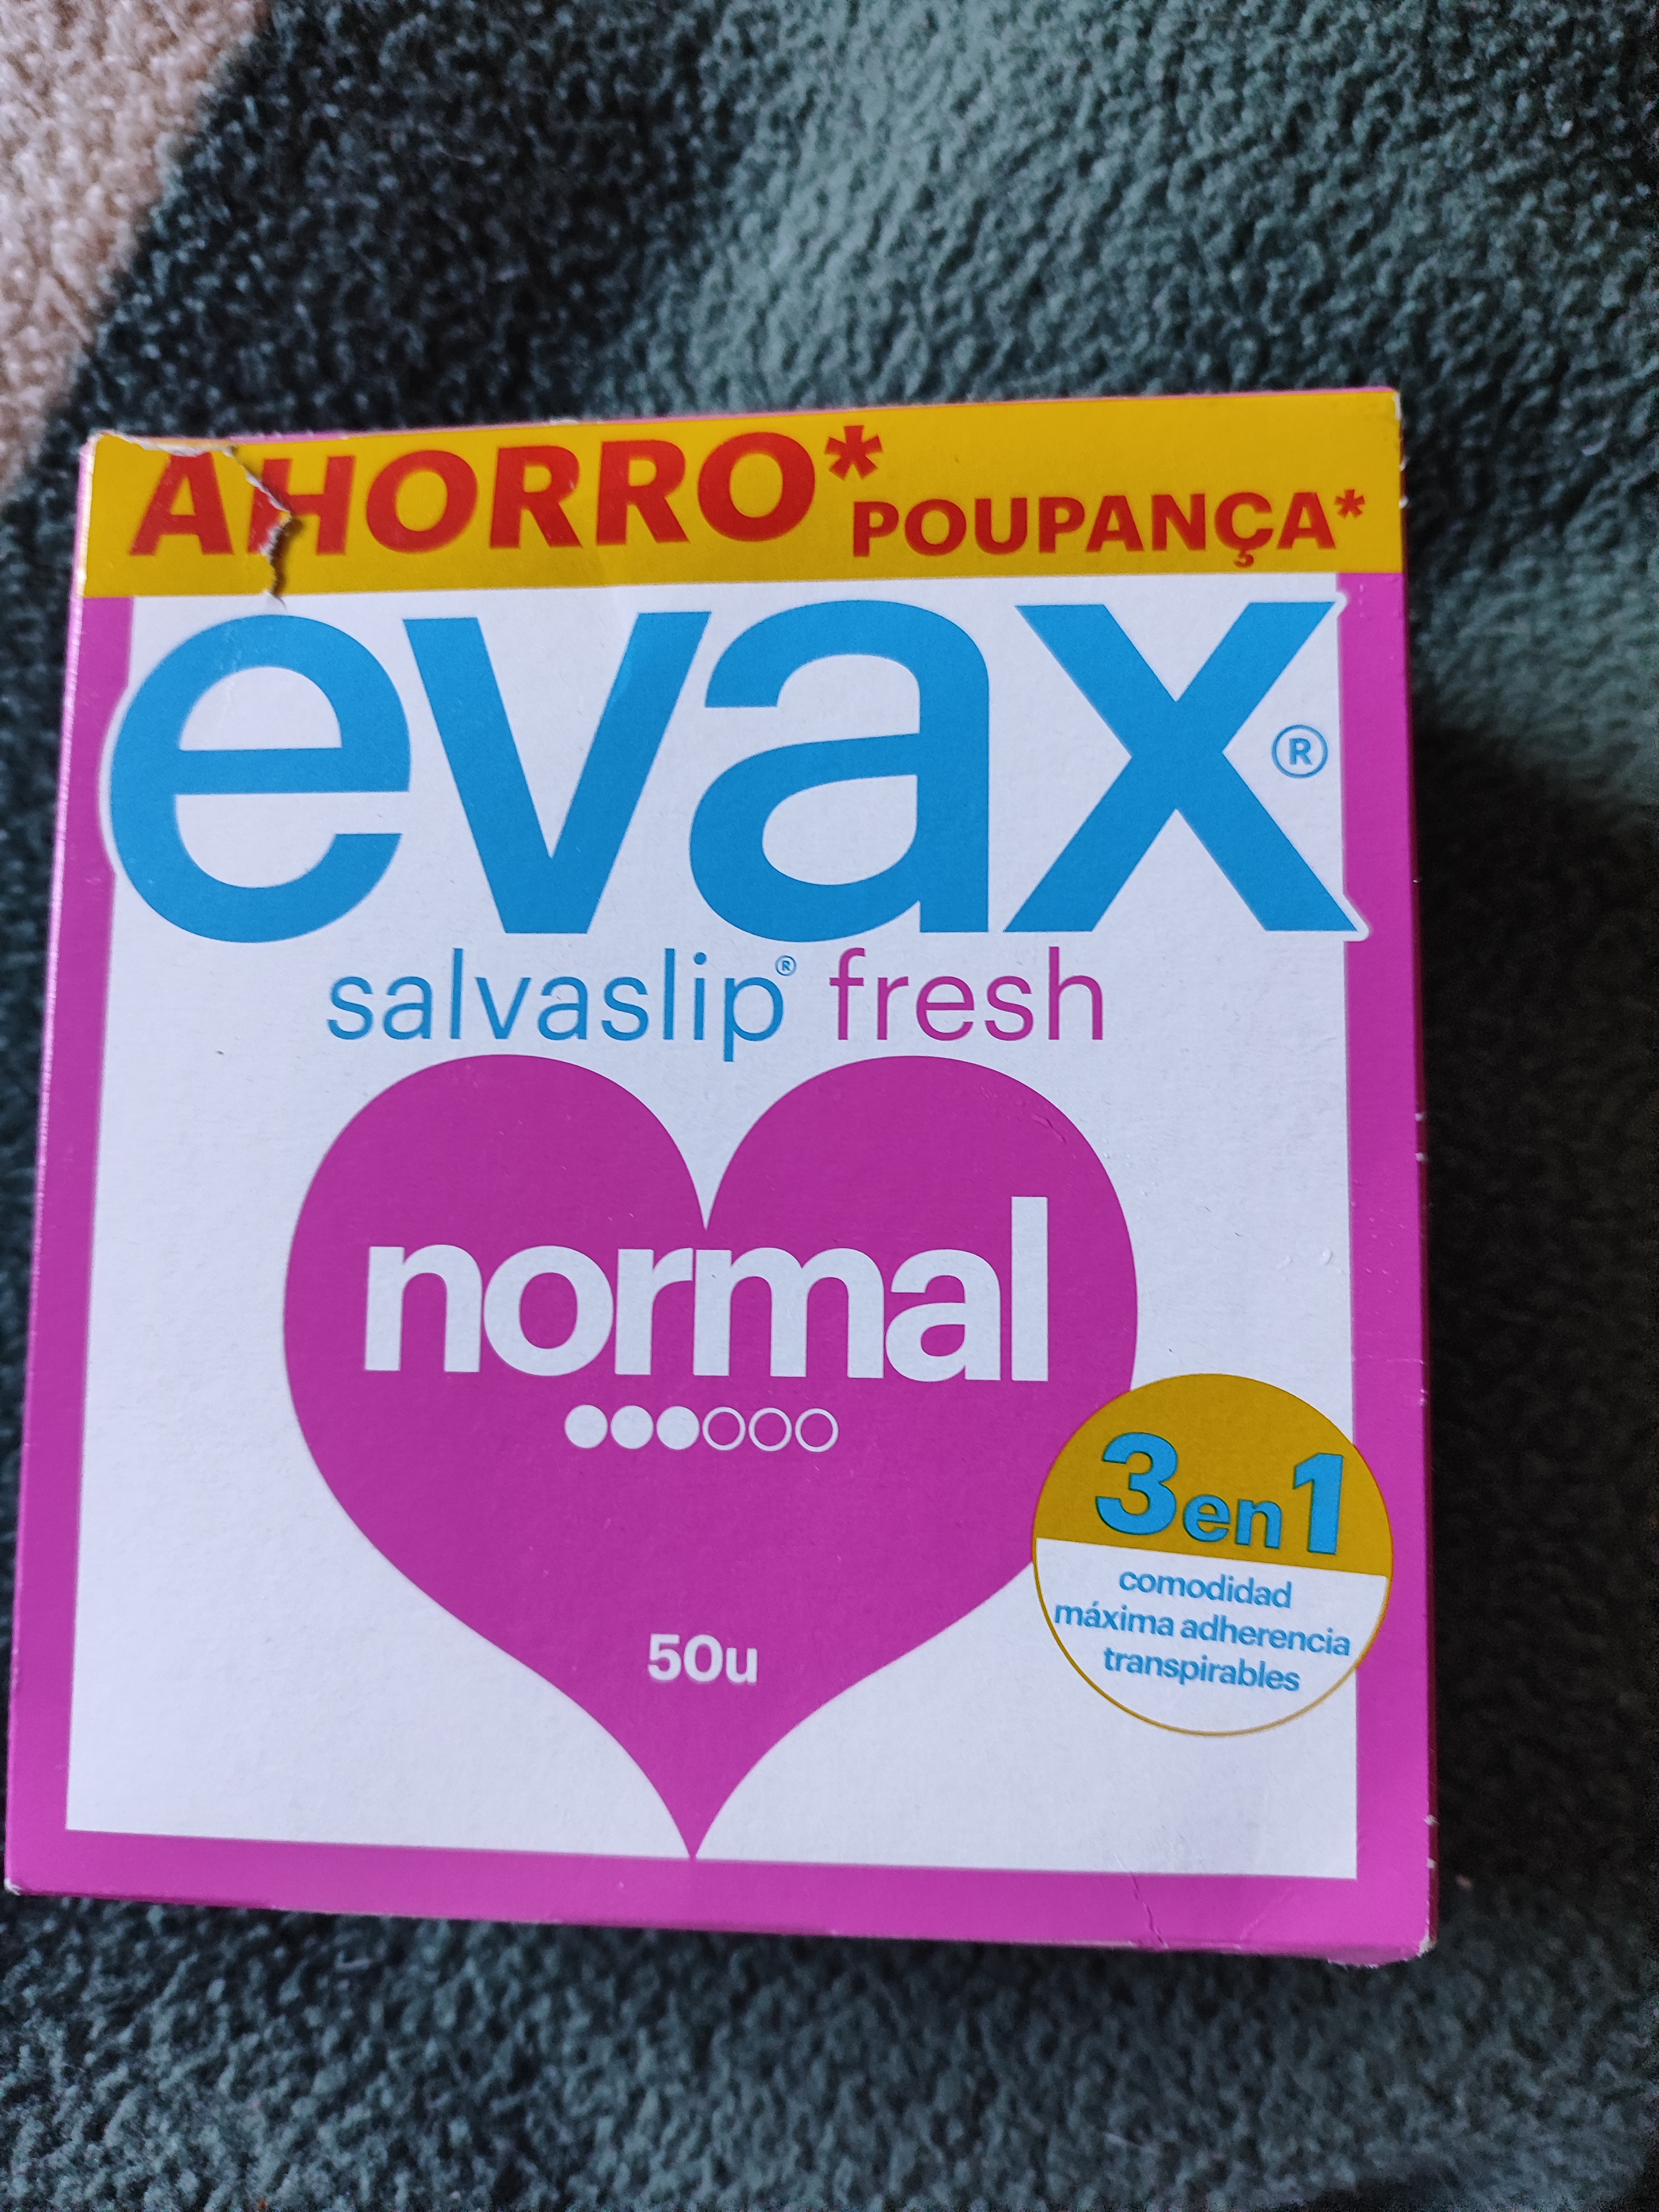 AHORRO* POUPANÇA*
evax®
salvaslip® fresh
normal
50u
3en1
comodidad
máxima adherencia
transpirables